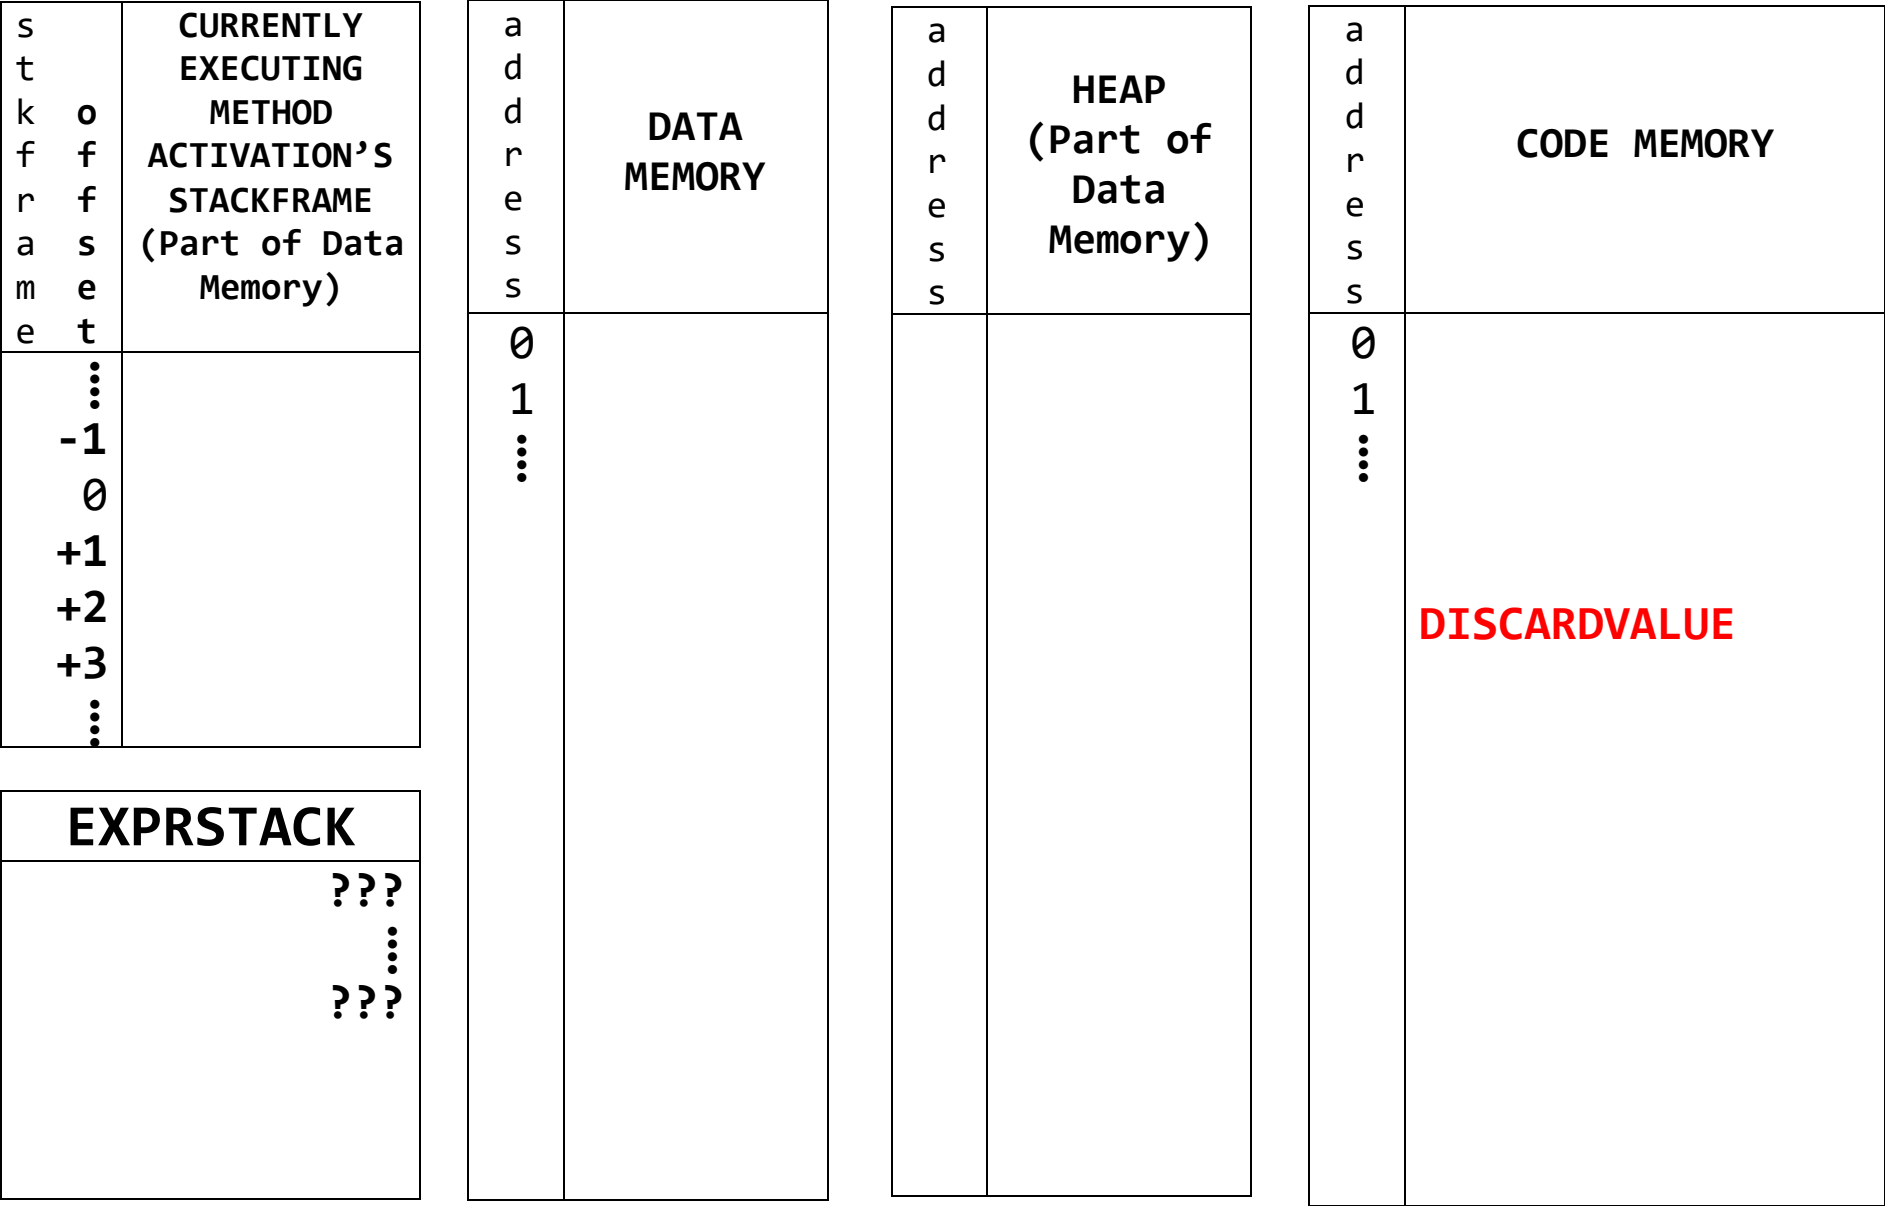 s
t
k
f
r
a
m
e
o
f
f
s
e
t
CURRENTLY
EXECUTING
METHOD
ACTIVATION’S
STACKFRAME
(Part of Data
Memory)
-1
0
+1
+2
+3
EXPRSTACK
???
???
a
d
d
r
e
s
s
DATA
MEMORY
0
1
a
d
d
r
e
s
s
HEAP
(Part of
Data
Memory)
a
d
d
r
e
s
s
CODE MEMORY
0
1
DISCARDVALUE